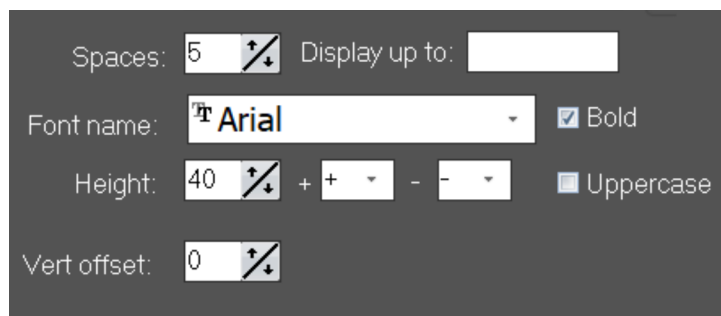 Spaces: 5 Display up to:
Font name: Arial Bold
Height: 40 + + - - Uppercase
Vert offset: 0